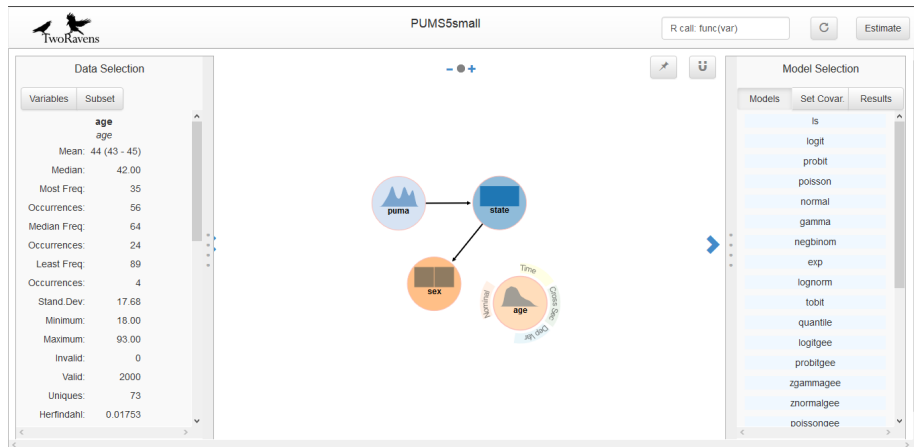 TwoRavens
PUMS5small
R call: func(var)
Estimate
Data Selection
Variables Subset
age
age
Mean: 44 (43 - 45)
Median: 42.00
Most Freq: 35
Occurrences: 56
Median Freq: 64
Occurrences: 24
Least Freq: 89
Occurrences: 4
Stand.Dev: 17.68
Minimum: 18.00
Maximum: 93.00
Invalid: 0
Valid: 2000
Uniques: 73
Herfindahl: 0.01753
puma
state
sex
Time
Nominal
age
Cross Sec
Dep Var
Model Selection
Models Set Covar. Results
ls
logit
probit
poisson
normal
gamma
negbinom
exp
lognorm
tobit
quantile
logitgee
probitgee
zgammagee
znormalgee
poissongee